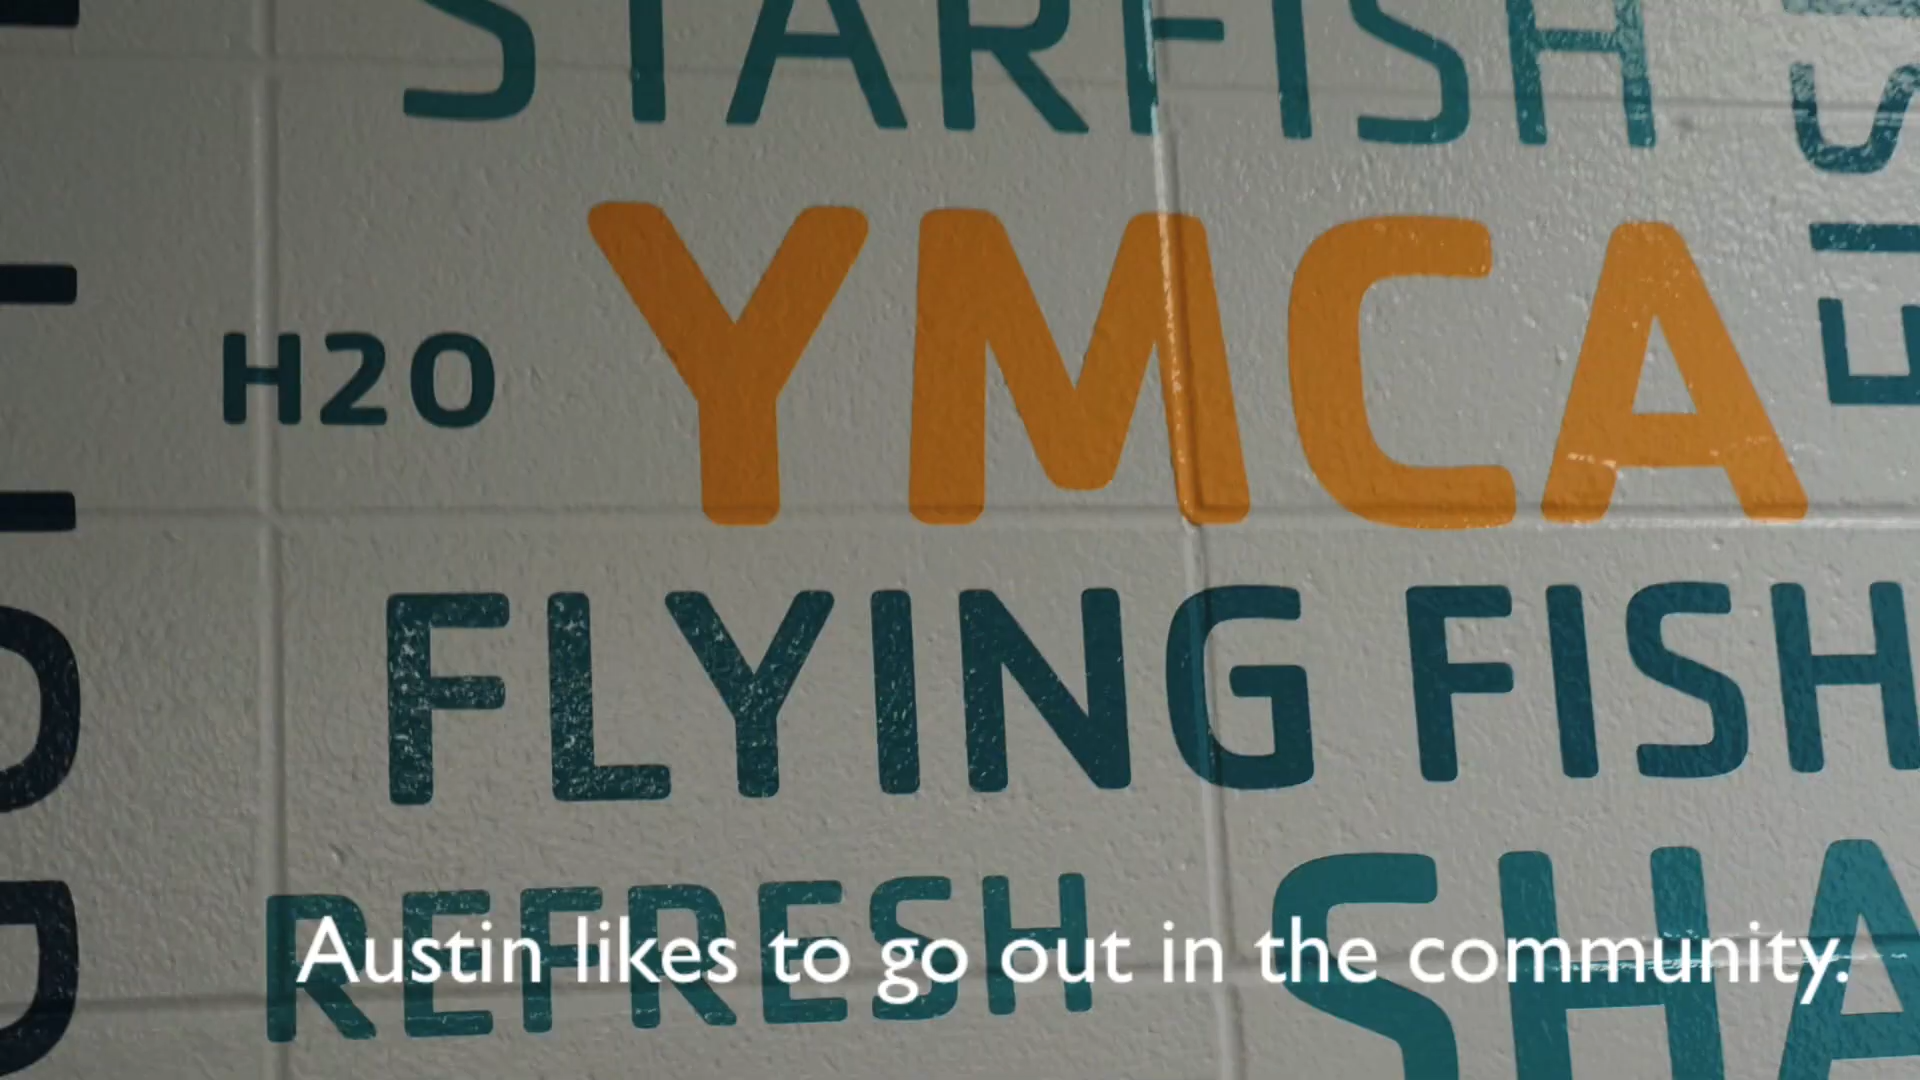 STARFISH
H2O YMCA
FLYING FISH
REFRESH
Austin likes to go out in the community.